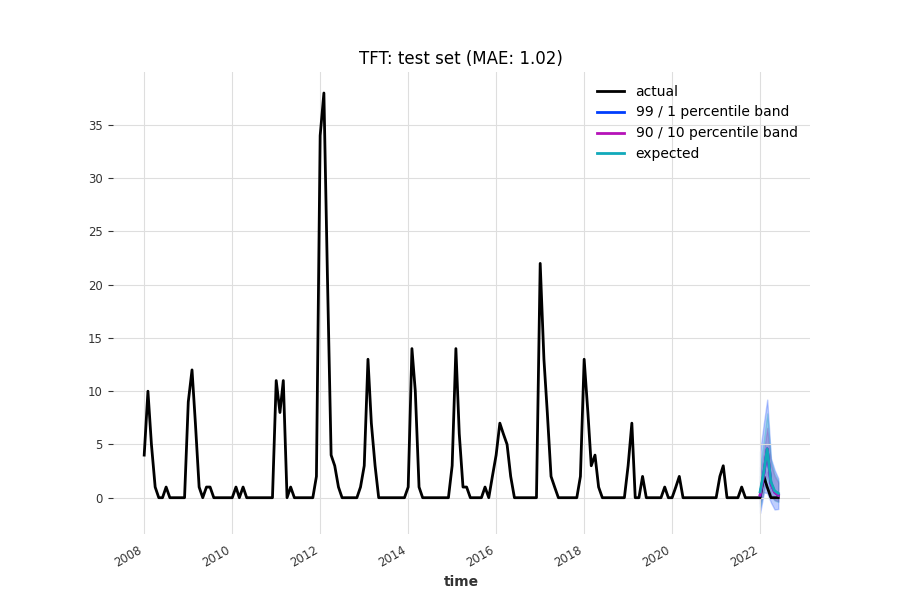 TFT: test set (MAE: 1.02)
actual
99 / 1 percentile band
90 / 10 percentile band
expected
35
30
25
20
15
10
5
0
2008 2010 2012 2014 2016 2018 2020 2022
time